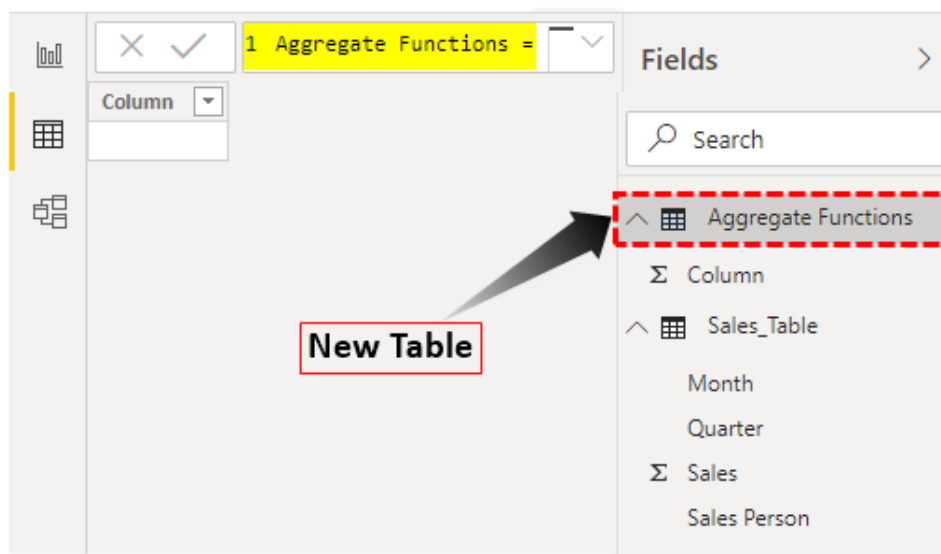 1 Aggregate Functions =
Column
Fields
Search
Aggregate Functions
Σ Column
Sales_Table
Month
Quarter
Σ Sales
Sales Person
New Table